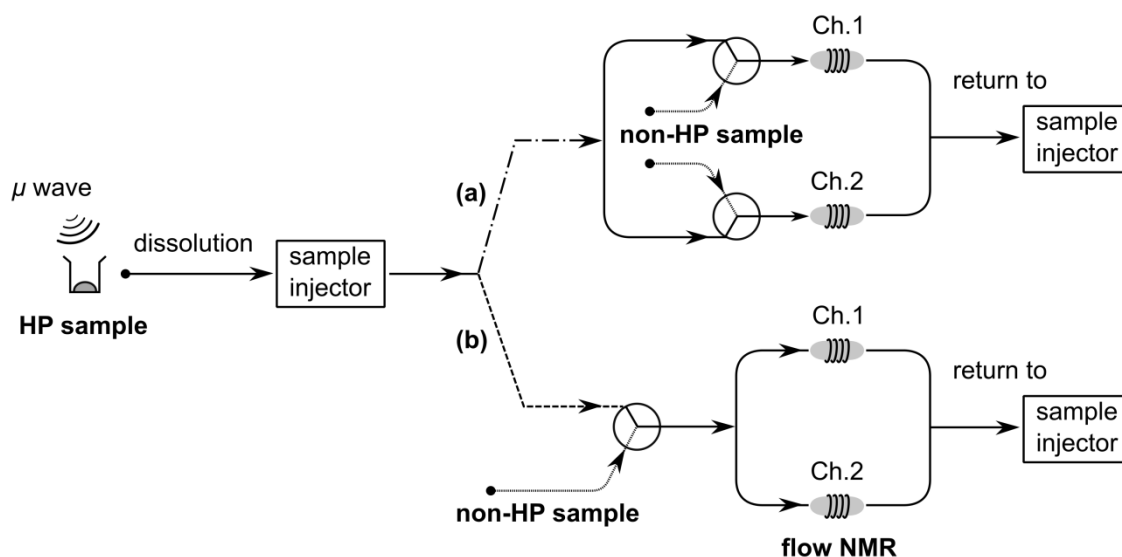 μ wave
HP sample
dissolution
sample
injector
(a)
(b)
non-HP sample
Ch.1
Ch.2
return to
sample
injector
non-HP sample
Ch.1
Ch.2
flow NMR
return to
sample
injector